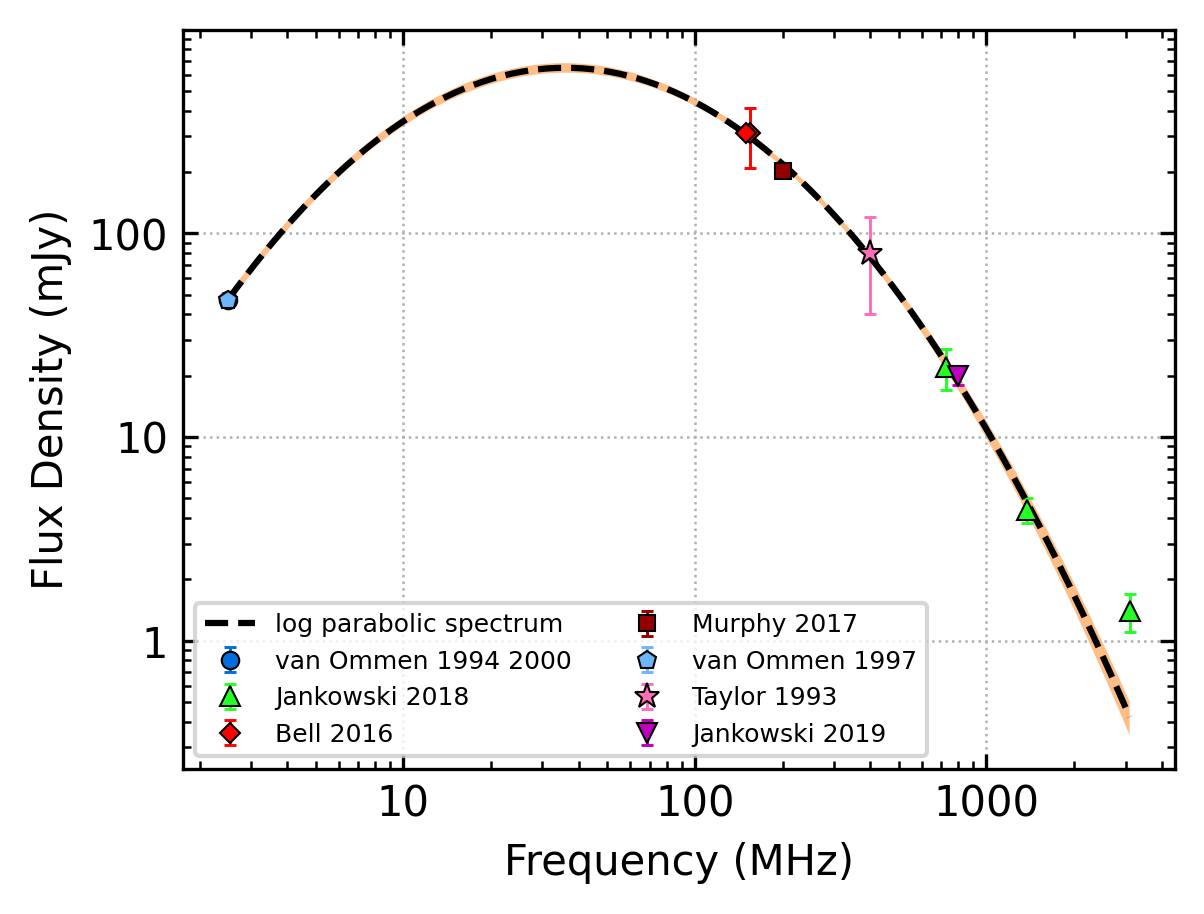 100
10
1
Flux Density (mJy)
log parabolic spectrum
van Ommen 1994 2000
Jankowski 2018
Bell 2016
Murphy 2017
van Ommen 1997
Taylor 1993
Jankowski 2019
10 100 1000
Frequency (MHz)